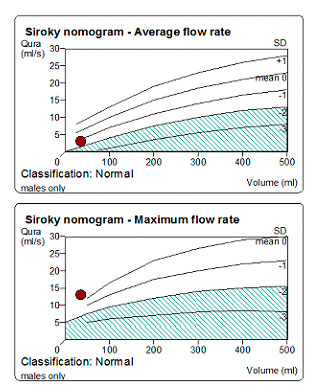 Siroky nomogram - Average flow rate
Qura
(ml/s)
SD
30
25
20
15
10
5
0
100
200
300
400
500
+1
mean 0
-1
-2
-3
Classification: Normal
Volume (ml)
males only
Siroky nomogram - Maximum flow rate
Qura
(ml/s)
SD
30
25
20
15
10
5
0
100
200
300
400
500
mean 0
-1
-2
-3
Classification: Normal
Volume (ml)
males only